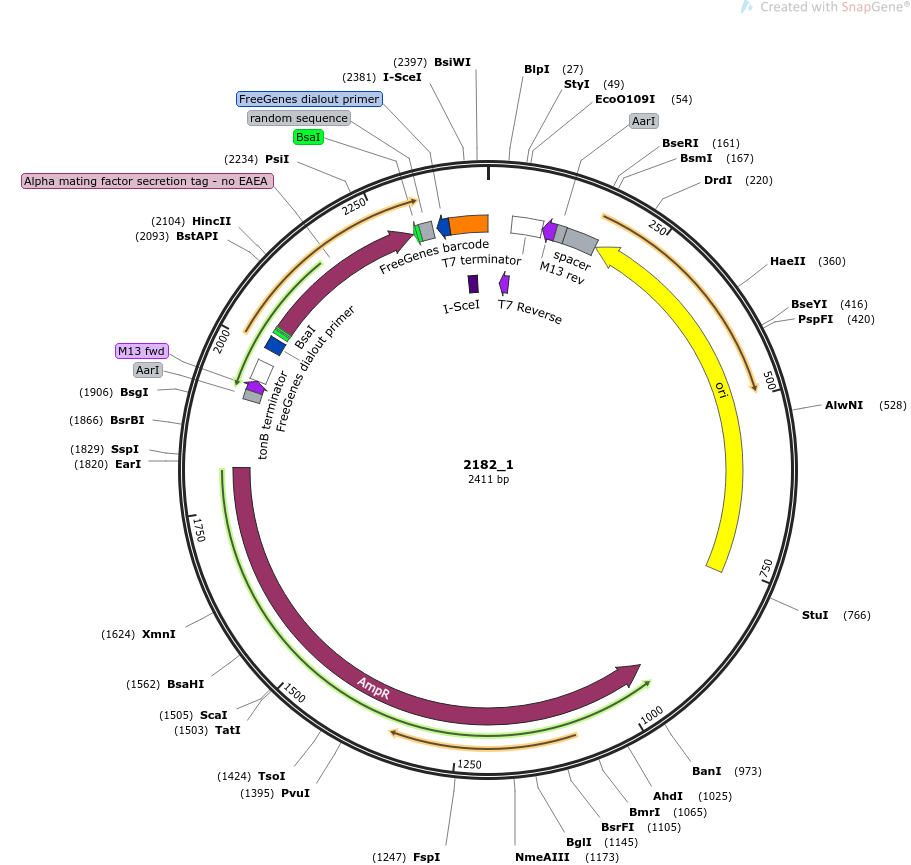 Created with SnapGene®
(2397) BsiWI
(2381) I-SceI
FreeGenes dialout primer
random sequence
BsaI
(2234) PsiI
Alpha mating factor secretion tag - no EAEA
(2104) HincII
(2093) BstAPI
M13 fwd
AarI
(1906) BsgI
(1866) BsrBI
(1829) SspI
(1820) EarI
(1624) XmnI
(1562) BsaHI
(1505) ScaI
(1503) TatI
(1424) TsoI
(1395) PvuI
(1247) FspI
BlpI (27)
StyI (49)
EcoO109I (54)
AarI
BseRI (161)
BsmI (167)
DrdI (220)
HaeII (360)
BseYI (416)
PspFI (420)
AlwNI (528)
StuI (766)
BanI (973)
AhdI (1025)
BmrI (1065)
BsrFI (1105)
BglI (1145)
NmeAIII (1173)
250
500
750
1000
1250
1500
1750
2000
2250
FreeGenes barcode
T7 terminator
I-SceI
T7 Reverse
spacer
M13 rev
BsaI
FreeGenes dialout primer
tonB terminator
ori
AmpR
2182_1
2411 bp